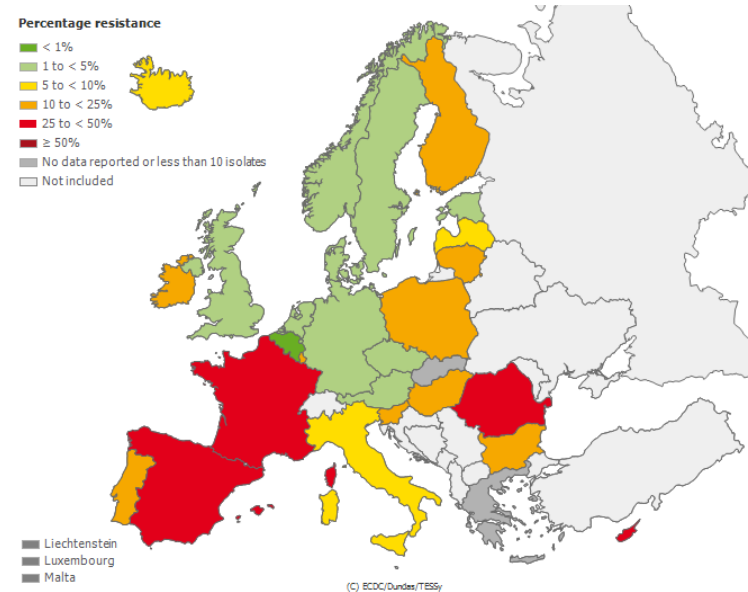 Percentage resistance
< 1%
1 to < 5%
5 to < 10%
10 to < 25%
25 to < 50%
≥ 50%
No data reported or less than 10 isolates
Not included
Liechtenstein
Luxembourg
Malta
(C) ECDC/Dundas/TESSy